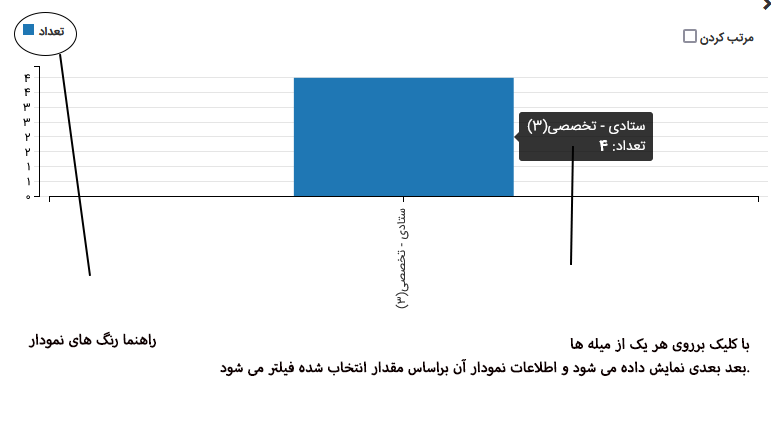 تعداد
مرتب کردن
۴
۴
۳
۳
۲
۲
۱
۱
۰
ستادی - تخصصی(۳)
تعداد: ۴
ستادی - تخصصی(۳)
راهنما رنگ های نمودار
با کلیک برروی هر یک از میله ها
بعد بعدی نمایش داده می شود و اطلاعات نمودار آن براساس مقدار انتخاب شده فیلتر می شود.